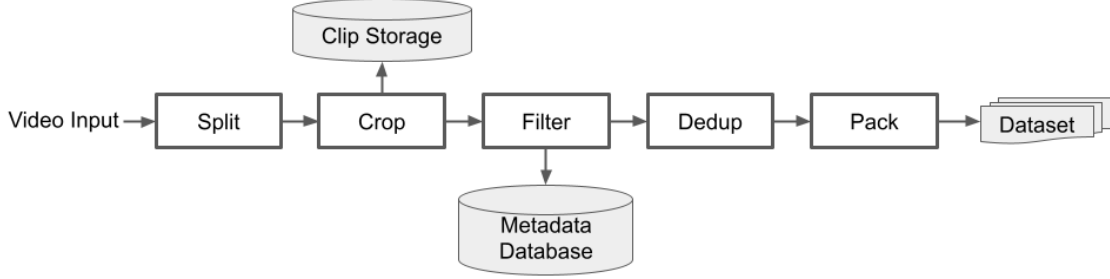 Clip Storage
Video Input
Split
Crop
Filter
Dedup
Pack
Dataset
Metadata
Database